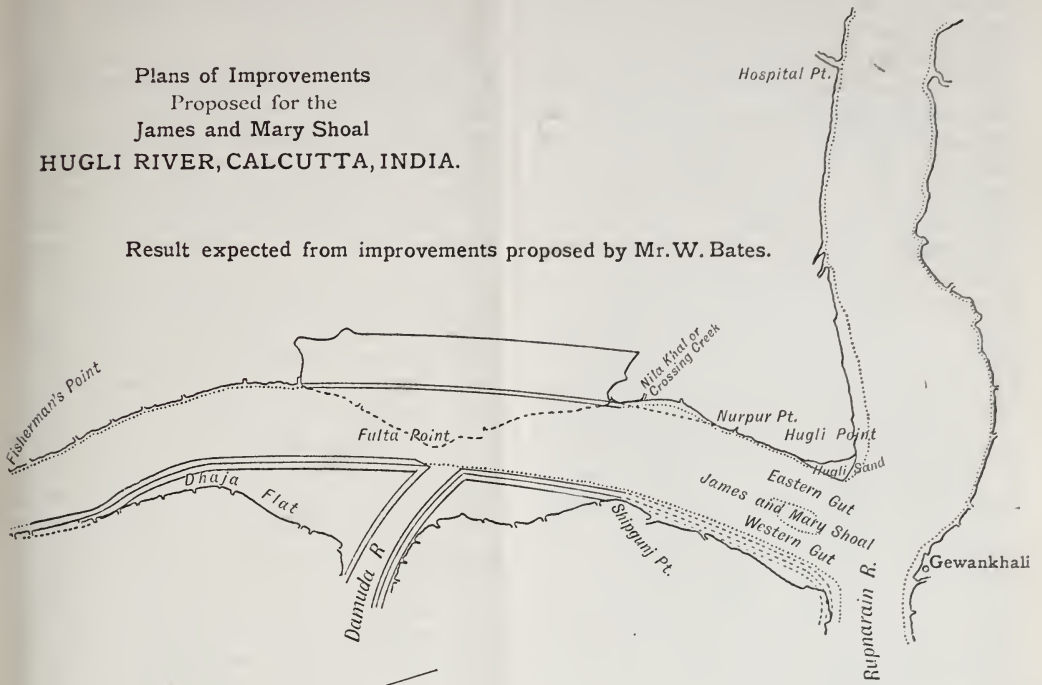 Plans of Improvements
Proposed for the
James and Mary Shoal
HUGLI RIVER, CALCUTTA, INDIA.
Hospital Pt.
Result expected from improvements proposed by Mr. W. Bates.
Fisherman's Point
Nila Khal or
Crossing Creek
Fulta Point
Nurpur Pt.
Hugli Point
Hugli Sand
Dhaja
Flat
Eastern Gut
James and Mary Shoal
Western Gut
Shipgunj Pt.
Damuda R
Gewankhali
Rupnarain R.